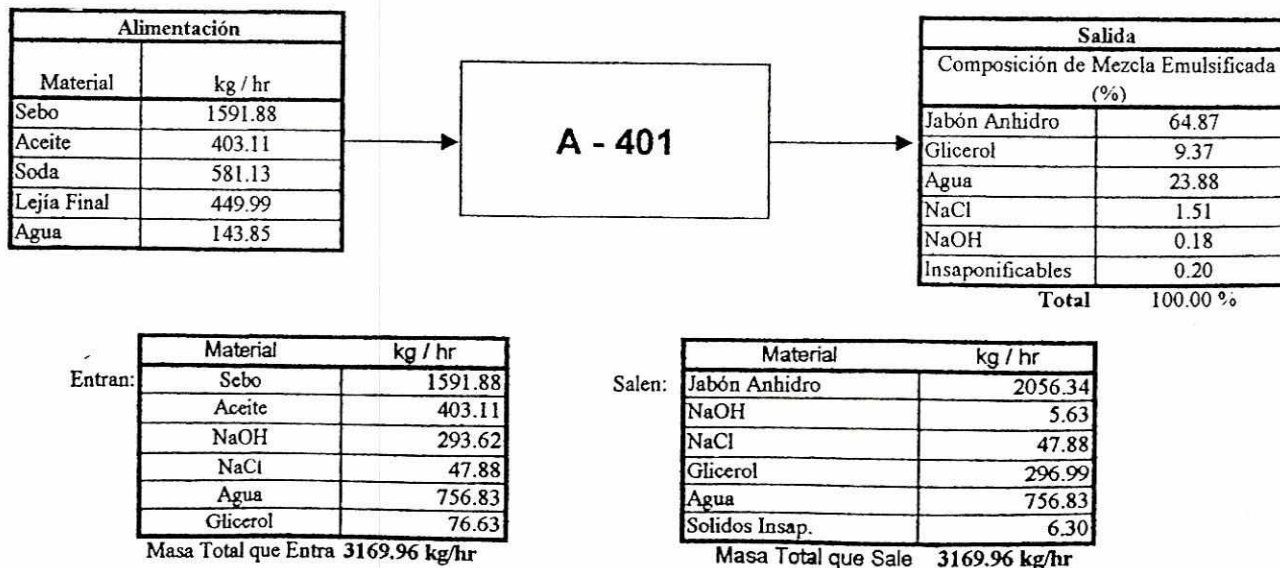 Alimentación
Material kg / hr
Sebo 1591.88
Aceite 403.11
Soda 581.13
Lejía Final 449.99
Agua 143.85
A - 401
Salida
Composición de Mezcla Emulsificada
(%)
Jabón Anhidro 64.87
Glicerol 9.37
Agua 23.88
NaCl 1.51
NaOH 0.18
Insaponificables 0.20
Total 100.00 %
Entran:
Material kg / hr
Sebo 1591.88
Aceite 403.11
NaOH 293.62
NaCl 47.88
Agua 756.83
Glicerol 76.63
Masa Total que Entra 3169.96 kg/hr
Salen:
Material kg / hr
Jabón Anhidro 2056.34
NaOH 5.63
NaCl 47.88
Glicerol 296.99
Agua 756.83
Solidos Insap. 6.30
Masa Total que Sale 3169.96 kg/hr